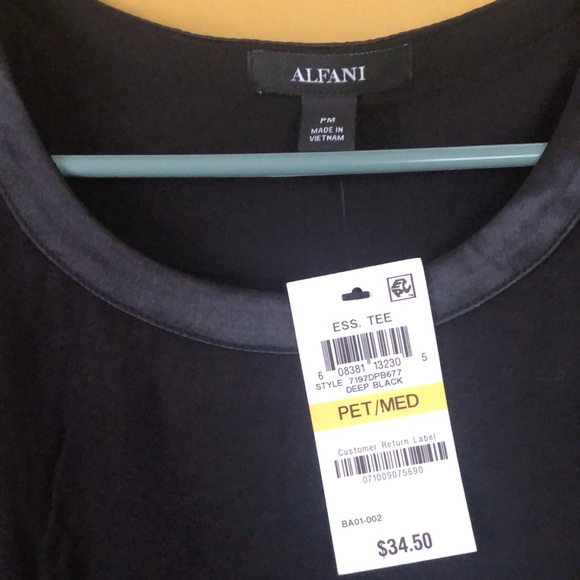 ALFANI
PM
MADE IN
VIETNAM
ESS. TEE
6 08381 13230 5
STYLE 7197DPB677
DEEP BLACK
PET/MED
Customer Return Label
071009075690
BA01-002
$34.50